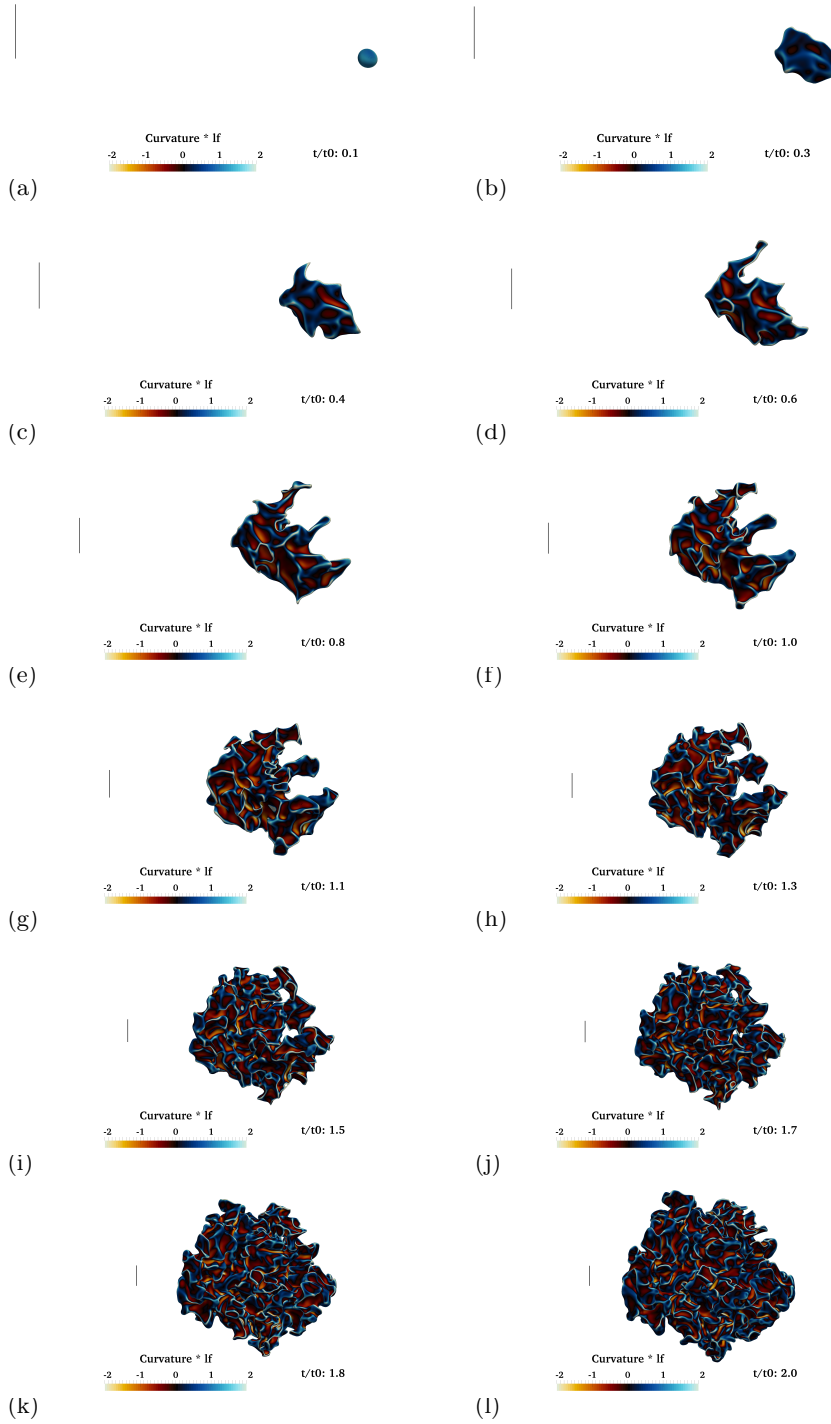 Curvature * lf
-2 -1 0 1 2
t/t0: 0.1
(a)
Curvature * lf
-2 -1 0 1 2
t/t0: 0.3
(b)
Curvature * lf
-2 -1 0 1 2
t/t0: 0.4
(c)
Curvature * lf
-2 -1 0 1 2
t/t0: 0.6
(d)
Curvature * lf
-2 -1 0 1 2
t/t0: 0.8
(e)
Curvature * lf
-2 -1 0 1 2
t/t0: 1.0
(f)
Curvature * lf
-2 -1 0 1 2
t/t0: 1.1
(g)
Curvature * lf
-2 -1 0 1 2
t/t0: 1.3
(h)
Curvature * lf
-2 -1 0 1 2
t/t0: 1.5
(i)
Curvature * lf
-2 -1 0 1 2
t/t0: 1.7
(j)
Curvature * lf
-2 -1 0 1 2
t/t0: 1.8
(k)
Curvature * lf
-2 -1 0 1 2
t/t0: 2.0
(l)